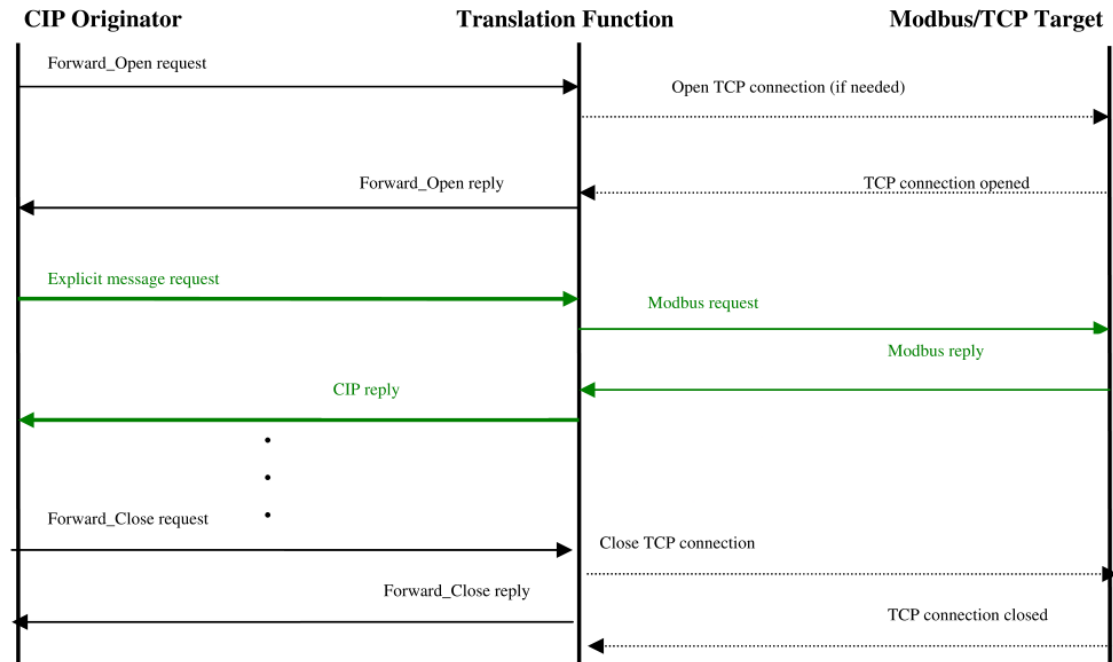 CIP Originator
Translation Function
Modbus/TCP Target
Forward_Open request
Open TCP connection (if needed)
Forward_Open reply
TCP connection opened
Explicit message request
Modbus request
Modbus reply
CIP reply
Forward_Close request
Close TCP connection
Forward_Close reply
TCP connection closed